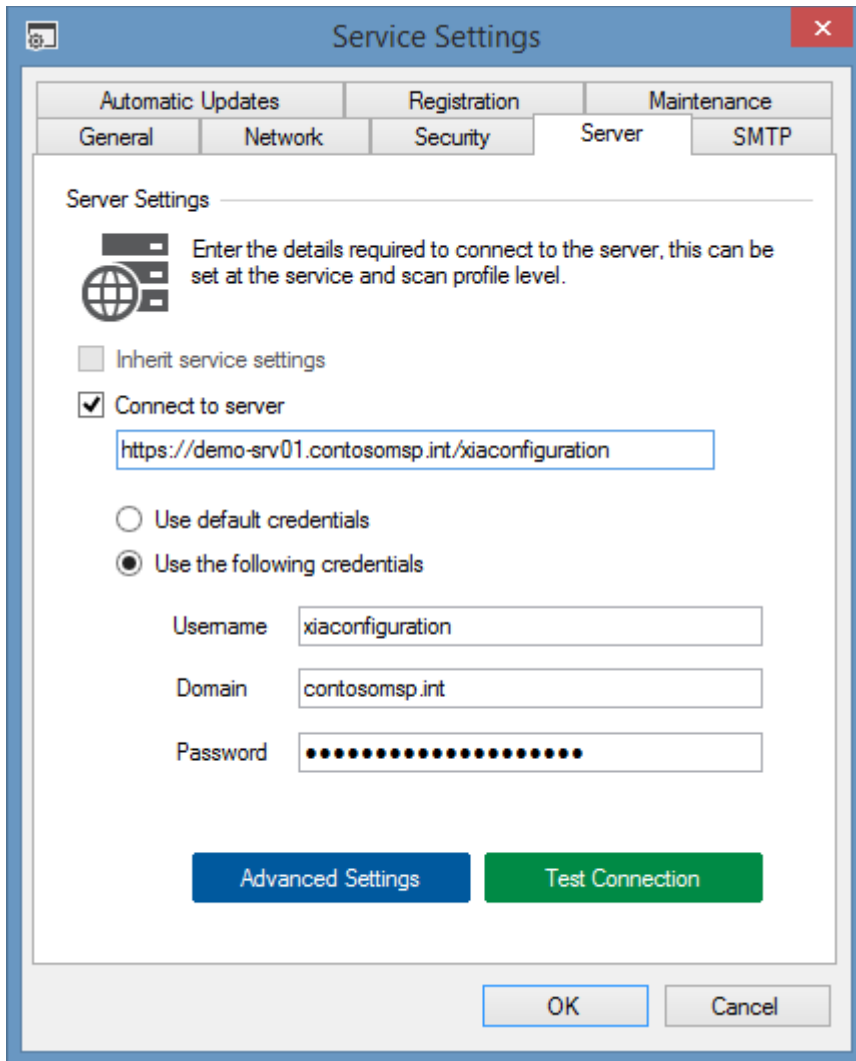 Service Settings
Automatic Updates
Registration
Maintenance
General
Network
Security
Server
SMTP
Server Settings
Enter the details required to connect to the server, this can be
set at the service and scan profile level.
Inherit service settings
Connect to server
https://demo-srv01.contosomsp.int/xiaconfiguration
Use default credentials
Use the following credentials
Username
xiaconfiguration
Domain
contosomsp.int
Password
●●●●●●●●●●●●●●●●●●●●
Advanced Settings
Test Connection
OK
Cancel